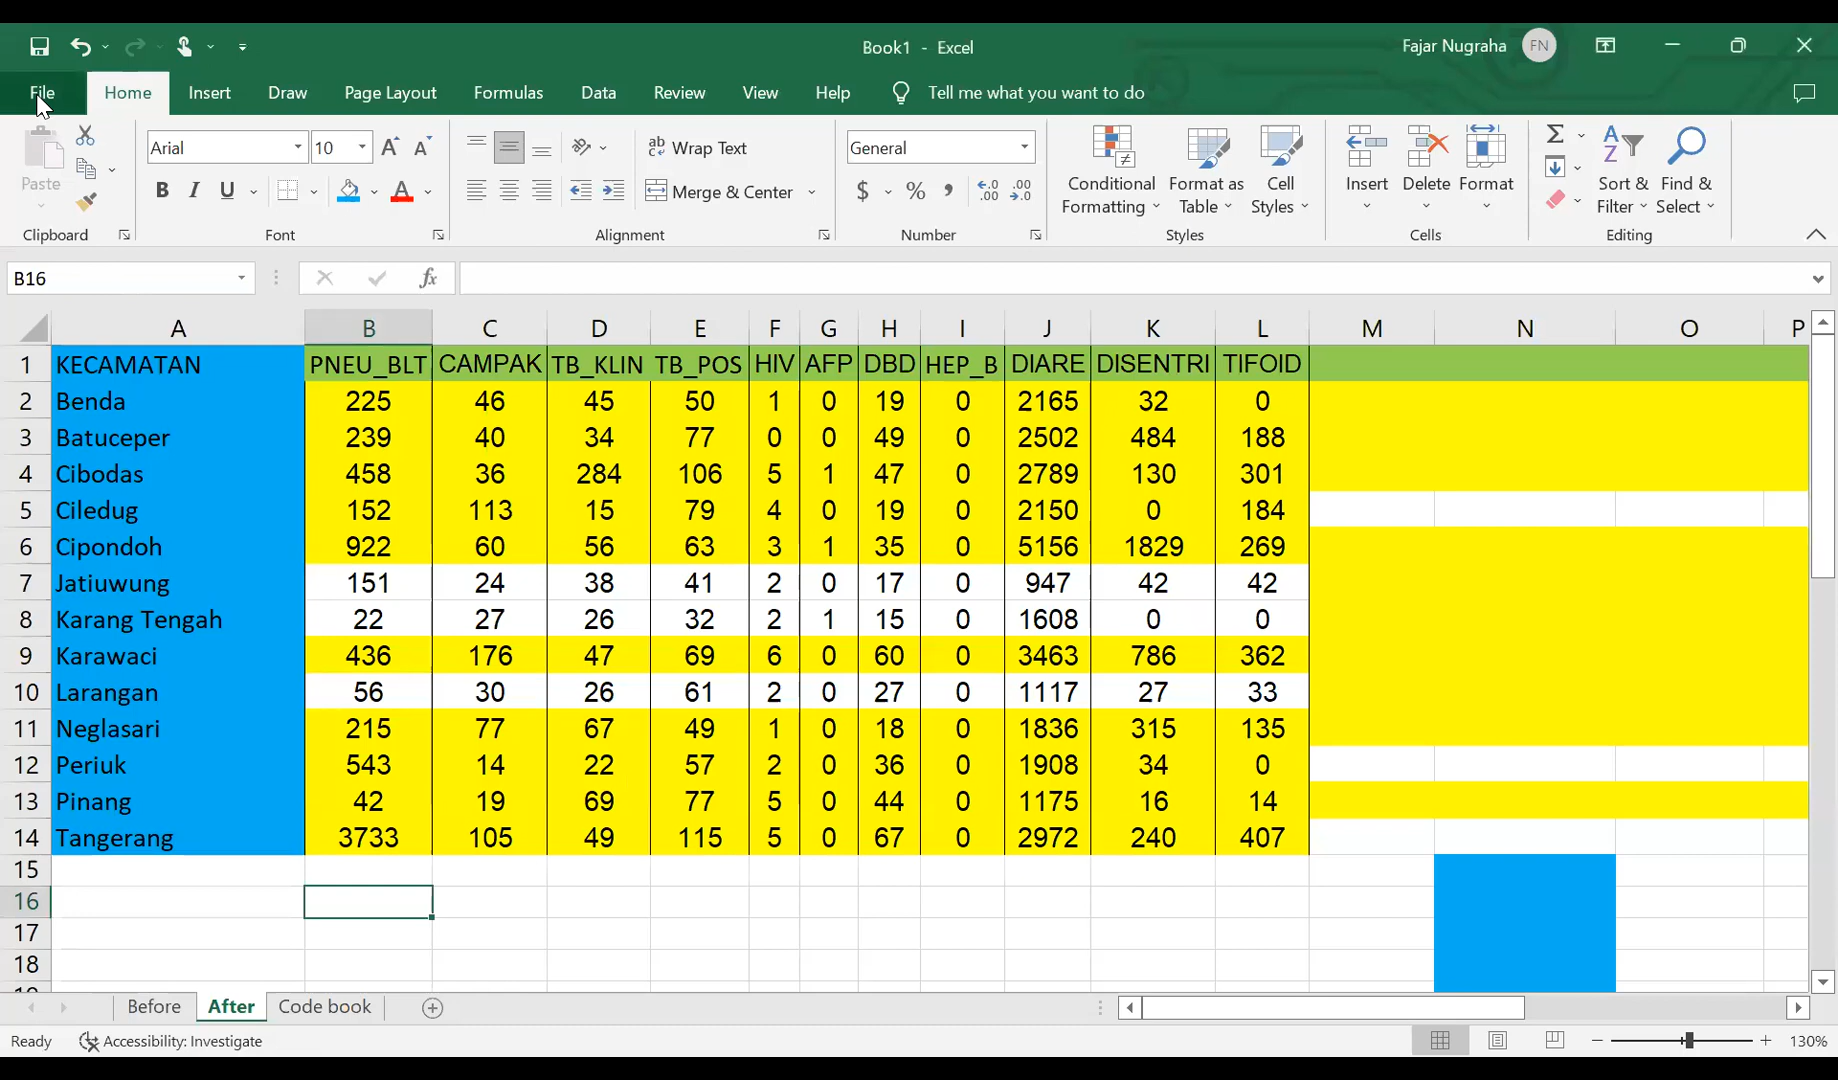 Book1 - Excel
Fajar Nugraha FN
File Home Insert Draw Page Layout Formulas Data Review View Help Tell me what you want to do
Paste
Clipboard
Arial 10
B I U A
Font
ab Wrap Text
Merge & Center
Alignment
General
$ % 9
Number
Conditional Formatting
Format as Table
Cell Styles
Styles
Insert Delete Format
Cells
Sort & Filter
Find & Select
Editing
B16 fx
A B C D E F G H I J K L M N O P
1 KECAMATAN PNEU_BLT CAMPAK TB_KLIN TB_POS HIV AFP DBD HEP_B DIARE DISENTRI TIFOID
2 Benda 225 46 45 50 1 0 19 0 2165 32 0
3 Batuceper 239 40 34 77 0 0 49 0 2502 484 188
4 Cibodas 458 36 284 106 5 1 47 0 2789 130 301
5 Ciledug 152 113 15 79 4 0 19 0 2150 0 184
6 Cipondoh 922 60 56 63 3 1 35 0 5156 1829 269
7 Jatiuwung 151 24 38 41 2 0 17 0 947 42 42
8 Karang Tengah 22 27 26 32 2 1 15 0 1608 0 0
9 Karawaci 436 176 47 69 6 0 60 0 3463 786 362
10 Larangan 56 30 26 61 2 0 27 0 1117 27 33
11 Neglasari 215 77 67 49 1 0 18 0 1836 315 135
12 Periuk 543 14 22 57 2 0 36 0 1908 34 0
13 Pinang 42 19 69 77 5 0 44 0 1175 16 14
14 Tangerang 3733 105 49 115 5 0 67 0 2972 240 407
15
16
17
18
Before After Code book
Ready Accessibility: Investigate 130%